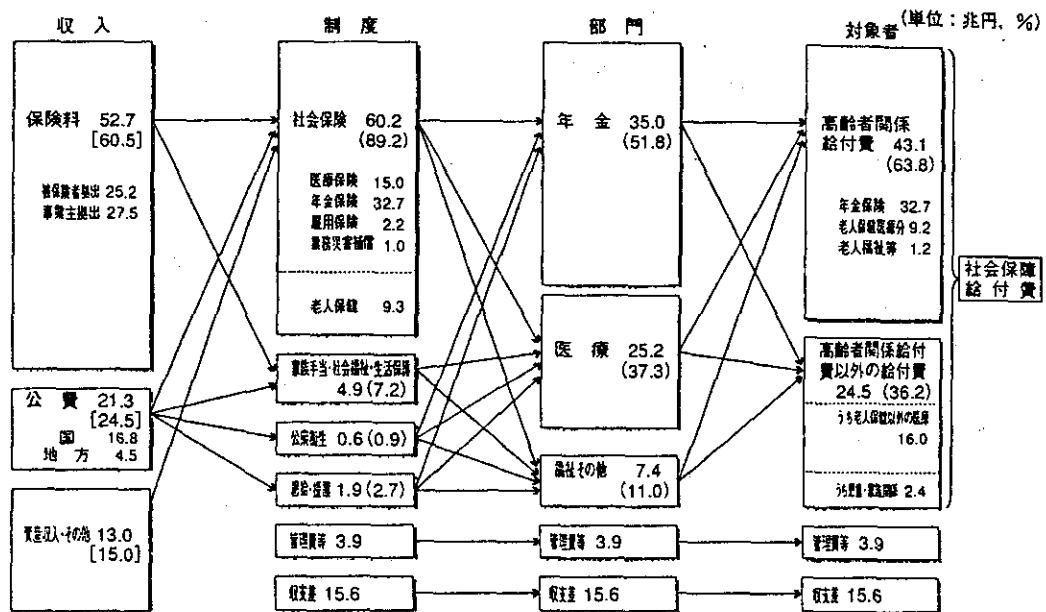 (単位：兆円，%)
収 入
保険料 52.7
[60.5]
被保険者拠出 25.2
事業主拠出 27.5
公 費 21.3
[24.5]
国 16.8
地 方 4.5
資産収入・その他 13.0
[15.0]
制 度
社会保険 60.2
(89.2)
医療保険 15.0
年金保険 32.7
雇用保険 2.2
業務災害補償 1.0
老人保健 9.3
家族手当・社会福祉・生活保護
4.9(7.2)
公衆衛生 0.6(0.9)
恩給・援護 1.9(2.7)
管理費等 3.9
収支差 15.6
部 門
年 金 35.0
(51.8)
医 療 25.2
(37.3)
福祉その他 7.4
(11.0)
管理費等 3.9
収支差 15.6
対象者
高齢者関係
給付費 43.1
(63.8)
年金保険 32.7
老人保健医療分 9.2
老人福祉等 1.2
高齢者関係給付
費以外の給付費
24.5 (36.2)
うち老人保健以外の医療
16.0
うち児童・家族関係 2.4
管理費等 3.9
収支差 15.6
社会保障
給 付 費